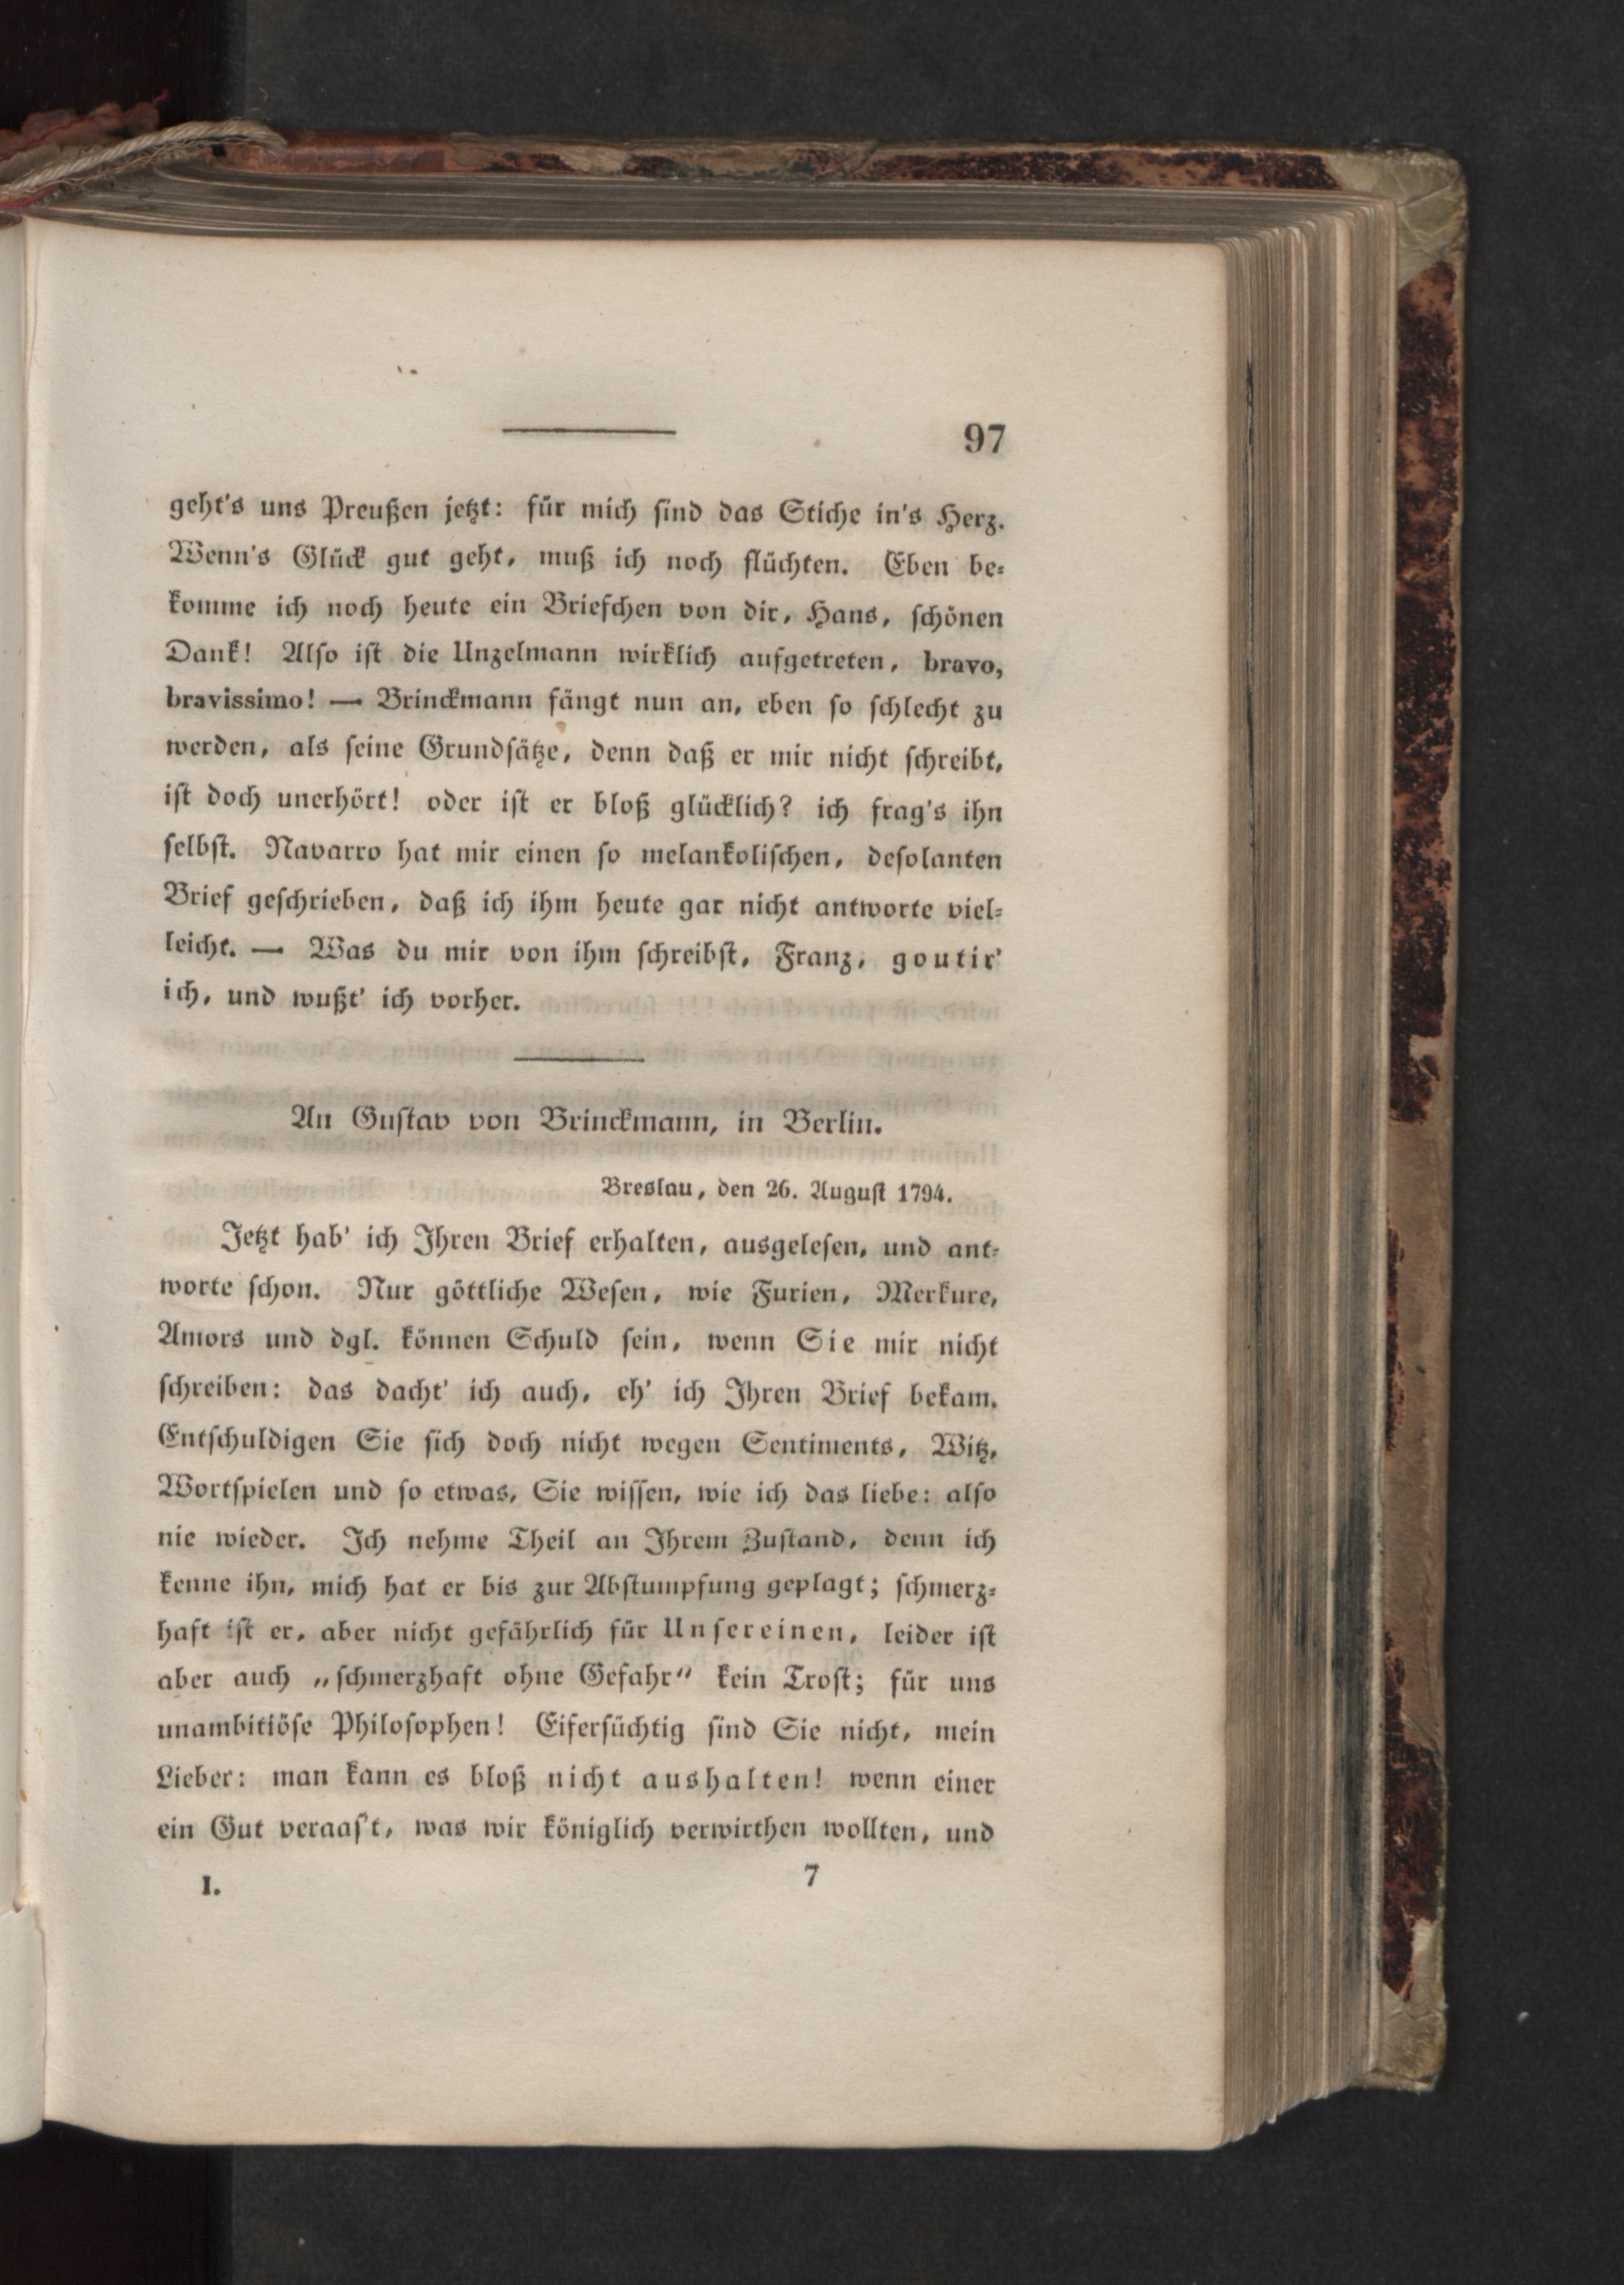 97
geht's uns Preußen jetzt: für mich ſind das Stiche in's Herz.
Wenn's Glück gut geht, muß ich noch flüchten. Eben be⸗
komme ich noch heute ein Briefchen von dir, Hans, ſchönen
Dank! Alſo iſt die Unzelmann wirklich aufgetreten, bravo,
bravissimo! — Brinckmann fängt nun an, eben ſo ſchlecht zu
werden, als ſeine Grundſätze, denn daß er mir nicht ſchreibt,
iſt doch unerhört! oder iſt er bloß glücklich? ich frag's ihn
ſelbſt. Navarro hat mir einen ſo melankoliſchen, deſolanten
Brief geſchrieben, daß ich ihm heute gar nicht antworte viel⸗
leicht. — Was du mir von ihm ſchreibſt, Franz, goutir'
ich, und wußt' ich vorher.
An Guſtav von Brinckmann, in Berlin.
Breslau, den 26. Auguſt 1794.
Jetzt hab' ich Ihren Brief erhalten, ausgeleſen, und ant⸗
worte ſchon. Nur göttliche Weſen, wie Furien, Merkure,
Amors und dgl. können Schuld ſein, wenn Sie mir nicht
ſchreiben: das dacht' ich auch, eh' ich Ihren Brief bekam.
Entſchuldigen Sie ſich doch nicht wegen Sentiments, Witz,
Wortſpielen und ſo etwas, Sie wiſſen, wie ich das liebe: alſo
nie wieder. Ich nehme Theil an Ihrem Zuſtand, denn ich
kenne ihn, mich hat er bis zur Abſtumpfung geplagt; ſchmerz⸗
haft iſt er, aber nicht gefährlich für Unſereinen, leider iſt
aber auch „ſchmerzhaft ohne Gefahr“ kein Troſt; für uns
unambitiöſe Philoſophen! Eiferſüchtig ſind Sie nicht, mein
Lieber: man kann es bloß nicht aushalten! wenn einer
ein Gut veraaſ't, was wir königlich verwirthen wollten, und
I. 7